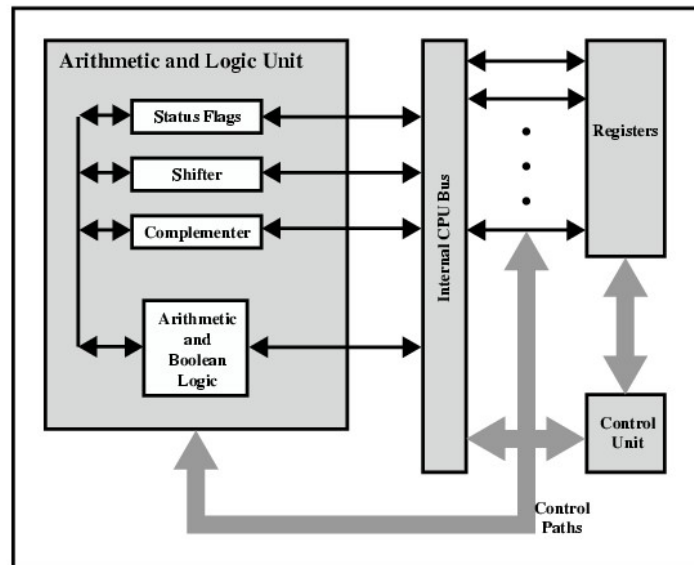 Arithmetic and Logic Unit
Status Flags
Shifter
Complementer
Arithmetic
and
Boolean
Logic
Internal CPU Bus
Registers
Control
Unit
Control
Paths